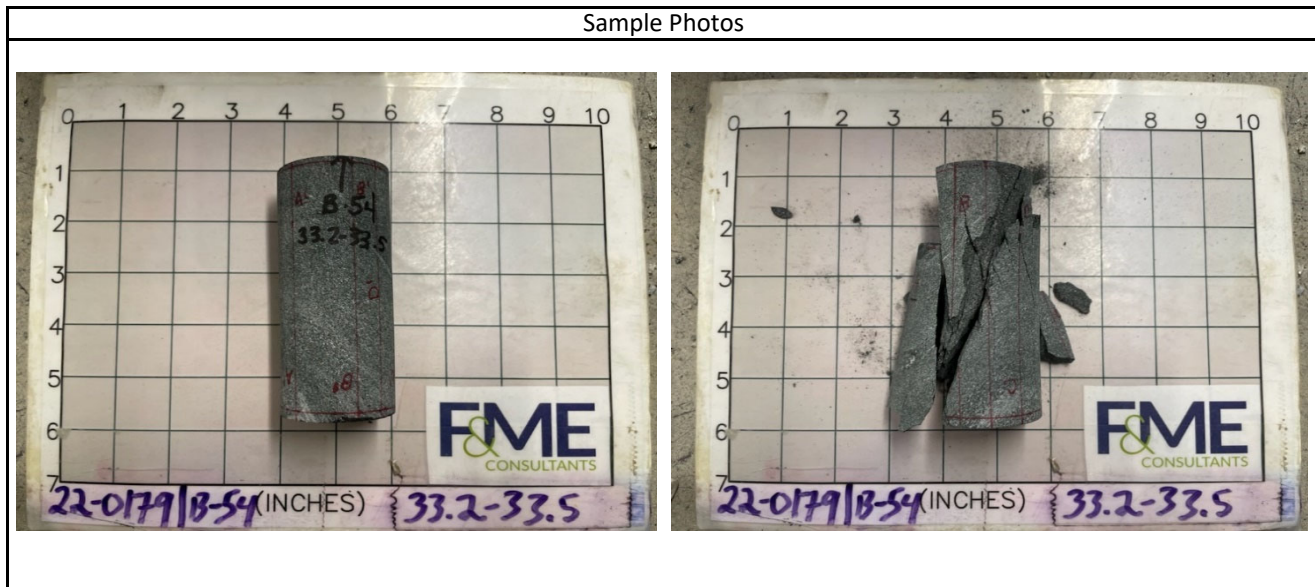 Sample Photos
0 1 2 3 4 5 6 7 8 9 10
1
2
3
4
5
6
7
A
B
B-54
33.2-33.5
B
F&ME
CONSULTANTS
22-0179|B-54 (INCHES) 33.2-33.5
0 1 2 3 4 5 6 7 8 9 10
1
2
3
4
5
6
7
B
F&ME
CONSULTANTS
22-0179|B-54 (INCHES) 33.2-33.5